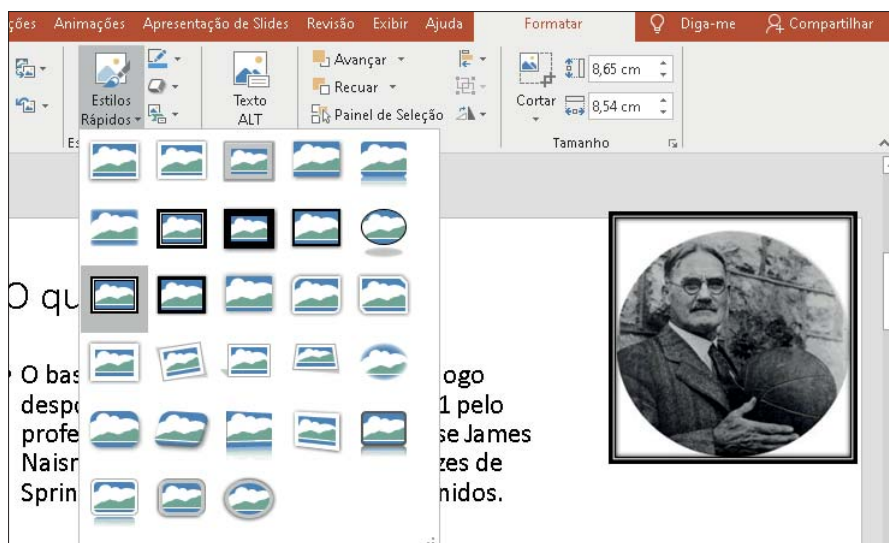 ções Animações Apresentação de Slides Revisão Exibir Ajuda Formatar Diga-me Compartilhar
Estilos Rápidos
Texto ALT
Avançar
Recuar
Painel de Seleção
Cortar
8,65 cm
8,54 cm
Es
Tamanho
O qu
• O bas ogo
despo 1 pelo
profe se James
Naisr zes de
Sprin nidos.